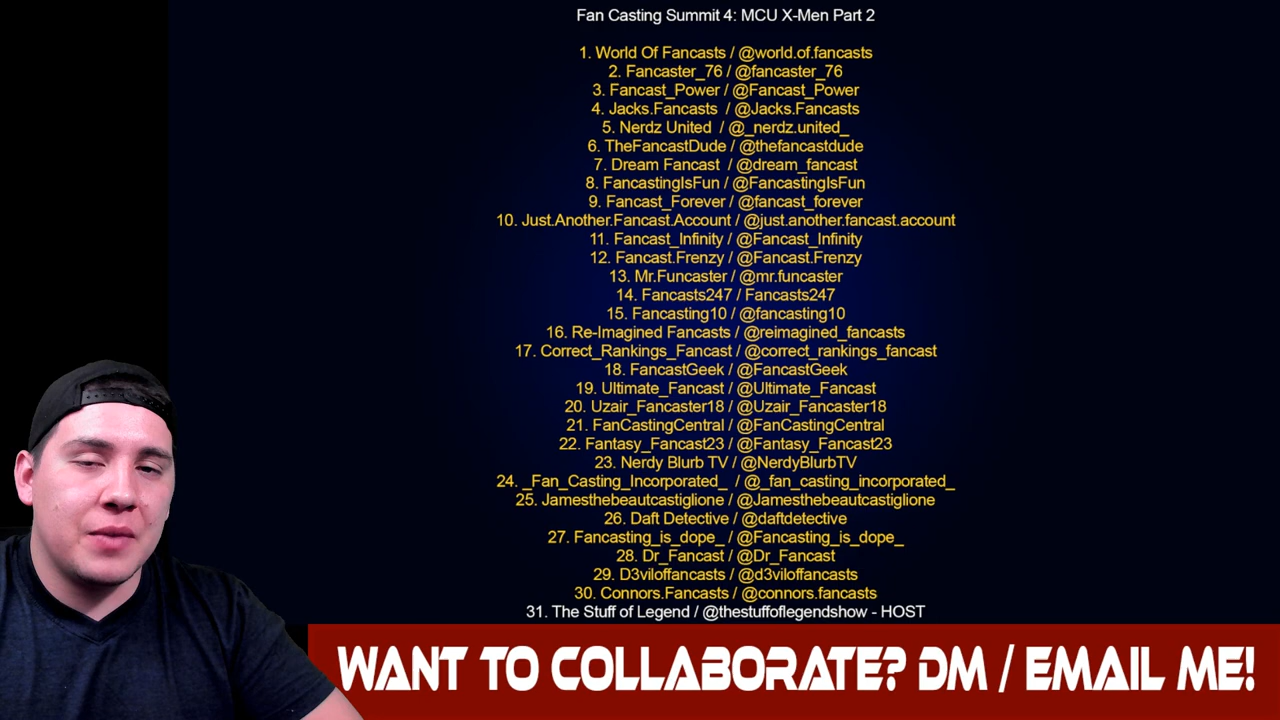 Fan Casting Summit 4: MCU X-Men Part 2
1. World Of Fancasts / @world.of.fancasts
2. Fancaster_76 / @fancaster_76
3. Fancast_Power / @Fancast_Power
4. Jacks.Fancasts / @Jacks.Fancasts
5. Nerdz United / @_nerdz.united_
6. TheFancastDude / @thefancastdude
7. Dream Fancast / @dream_fancast
8. FancastingIsFun / @FancastingIsFun
9. Fancast_Forever / @fancast_forever
10. Just.Another.Fancast.Account / @just.another.fancast.account
11. Fancast_Infinity / @Fancast_Infinity
12. Fancast.Frenzy / @Fancast.Frenzy
13. Mr.Funcaster / @mr.funcaster
14. Fancasts247 / Fancasts247
15. Fancasting10 / @fancasting10
16. Re-Imagined Fancasts / @reimagined_fancasts
17. Correct_Rankings_Fancast / @correct_rankings_fancast
18. FancastGeek / @FancastGeek
19. Ultimate_Fancast / @Ultimate_Fancast
20. Uzair_Fancaster18 / @Uzair_Fancaster18
21. FanCastingCentral / @FanCastingCentral
22. Fantasy_Fancast23 / @Fantasy_Fancast23
23. Nerdy Blurb TV / @NerdyBlurbTV
24. _Fan_Casting_Incorporated_ / @_fan_casting_incorporated_
25. Jamesthebeautcastiglione / @Jamesthebeautcastiglione
26. Daft Detective / @daftdetective
27. Fancasting_is_dope_ / @Fancasting_is_dope_
28. Dr_Fancast / @Dr_Fancast
29. D3viloffancasts / @d3viloffancasts
30. Connors.Fancasts / @connors.fancasts
31. The Stuff of Legend / @thestuffoflegendshow - HOST
WANT TO COLLABORATE? DM / EMAIL ME!